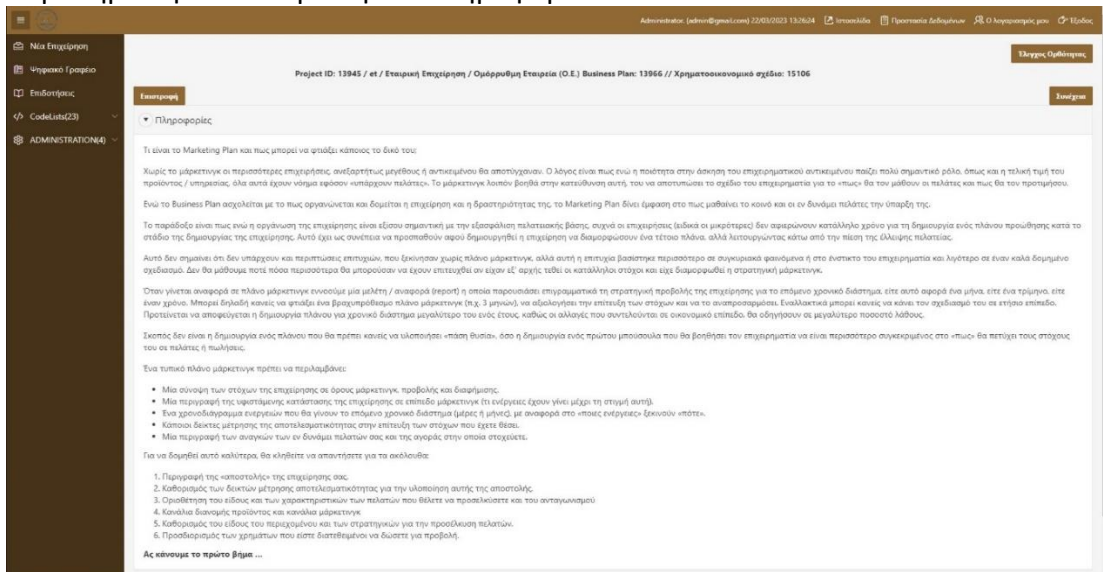 Administrator. (admin@gmail.com) 22/03/2023 13:26:24 Ιστοσελίδα Προστασία Δεδομένων Ο λογαριασμός μου Έξοδος
Νέα Επιχείρηση
Ψηφιακό Γραφείο
Επιδοτήσεις
CodeLists(23)
ADMINISTRATION(4)
Έλεγχος Ορθότητας
Project ID: 13945 / et / Εταιρική Επιχείρηση / Ομόρρυθμη Εταιρεία (Ο.Ε.) Business Plan: 13966 // Χρηματοοικονομικό σχέδιο: 15106
Επιστροφή
Συνέχεια
Πληροφορίες
Τι είναι το Marketing Plan και πως μπορεί να φτιάξει κάποιος το δικό του;
Χωρίς το μάρκετινγκ οι περισσότερες επιχειρήσεις, ανεξαρτήτως μεγέθους ή αντικειμένου θα αποτύγχαναν. Ο λόγος είναι πως ενώ η ποιότητα στην άσκηση του επιχειρηματικού αντικειμένου παίζει πολύ σημαντικό ρόλο, όπως και η τελική τιμή του
προϊόντος / υπηρεσίας, όλα αυτά έχουν νόημα εφόσον «υπάρχουν πελάτες». Το μάρκετινγκ λοιπόν βοηθά στην κατεύθυνση αυτή, του να αποτυπώσει το σχέδιο του επιχειρηματία για το «πως» θα τον μάθουν οι πελάτες και πως θα τον προτιμήσου.
Ενώ το Business Plan ασχολείται με το πως οργανώνεται και δομείται η επιχείρηση και η δραστηριότητας της, το Marketing Plan δίνει έμφαση στο πως μαθαίνει το κοινό και οι εν δυνάμει πελάτες την ύπαρξη της.
Το παράδοξο είναι πως ενώ η οργάνωση της επιχείρησης είναι εξίσου σημαντική με την εξασφάλιση πελατειακής βάσης, συχνά οι επιχειρήσεις (ειδικά οι μικρότερες) δεν αφιερώνουν κατάλληλο χρόνο για τη δημιουργία ενός πλάνου προώθησης κατά το
στάδιο της δημιουργίας της επιχείρησης. Αυτό έχει ως συνέπεια να προσπαθούν αφού δημιουργηθεί η επιχείρηση να διαμορφώσουν ένα τέτοιο πλάνο, αλλά λειτουργώντας κάτω από την πίεση της έλλειψης πελατείας.
Αυτό δεν σημαίνει ότι δεν υπάρχουν και περιπτώσεις επιτυχιών, που ξεκίνησαν χωρίς πλάνο μάρκετινγκ, αλλά αυτή η επιτυχία βασίστηκε περισσότερο σε συγκυριακά φαινόμενα ή στο ένστικτο του επιχειρηματία και λιγότερο σε έναν καλά δομημένο
σχεδιασμό. Δεν θα μάθουμε ποτέ πόσα περισσότερα θα μπορούσαν να έχουν επιτευχθεί αν είχαν εξ' αρχής τεθεί οι κατάλληλοι στόχοι και είχε διαμορφωθεί η στρατηγική μάρκετινγκ.
Όταν γίνεται αναφορά σε πλάνο μάρκετινγκ εννοούμε μία μελέτη / αναφορά (report) η οποία παρουσιάσει επιγραμματικά τη στρατηγική προβολής της επιχείρησης για το επόμενο χρονικό διάστημα, είτε αυτό αφορά ένα μήνα, είτε ένα τρίμηνο, είτε
έναν χρόνο. Μπορεί δηλαδή κανείς να φτιάξει ένα βραχυπρόθεσμο πλάνο μάρκετινγκ (π.χ. 3 μηνών), να αξιολογήσει την επίτευξη των στόχων και να το αναπροσαρμόσει. Εναλλακτικά μπορεί κανείς να κάνει τον σχεδιασμό του σε ετήσιο επίπεδο.
Προτείνεται να αποφεύγεται η δημιουργία πλάνου για χρονικό διάστημα μεγαλύτερο του ενός έτους, καθώς οι αλλαγές που συντελούνται σε οικονομικό επίπεδο, θα οδηγήσουν σε μεγαλύτερο ποσοστό λάθους.
Σκοπός δεν είναι η δημιουργία ενός πλάνου που θα πρέπει κανείς να υλοποιήσει «πάση θυσία», όσο η δημιουργία ενός πρώτου μπούσουλα που θα βοηθήσει τον επιχειρηματία να είναι περισσότερο συγκεκριμένος στο «πως» θα πετύχει τους στόχους
του σε πελάτες ή πωλήσεις.
Ένα τυπικό μάρκετινγκ πρέπει να περιλαμβάνει:
• Μία σύνοψη των στόχων της επιχείρησης σε όρους μάρκετινγκ, προβολής και διαφήμισης.
• Μία περιγραφή της υφιστάμενης κατάστασης της επιχείρησης σε επίπεδο μάρκετινγκ (τι ενέργειες έχουν γίνει μέχρι τη στιγμή αυτή).
• Ένα χρονοδιάγραμμα ενεργειών που θα γίνουν το επόμενο χρονικό διάστημα (μέρες ή μήνες), με αναφορά στο «ποιες ενέργειες» ξεκινούν «πότε».
• Κάποιοι δείκτες μέτρησης της αποτελεσματικότητας στην επίτευξη των στόχων που έχετε θέσει.
• Μία περιγραφή των αναγκών των εν δυνάμει πελατών σας και της αγοράς στην οποία στοχεύετε.
Για να δομηθεί αυτό καλύτερα, θα κληθείτε να απαντήσετε για τα ακόλουθα:
1. Περιγραφή της «αποστολής» της επιχείρησης σας.
2. Καθορισμός των δεικτών μέτρησης αποτελεσματικότητας για την υλοποίηση αυτής της αποστολής.
3. Οριοθέτηση του είδους και των χαρακτηριστικών των πελατών που θέλετε να προσελκύσετε και του ανταγωνισμού
4. Κανάλια διανομής προϊόντος και κανάλια μάρκετινγκ
5. Καθορισμός του είδους του περιεχομένου και των στρατηγικών για την προσέλκυση πελατών.
6. Προσδιορισμός των χρημάτων που είστε διατεθειμένοι να δώσετε για προβολή.
Ας κάνουμε το πρώτο βήμα ...